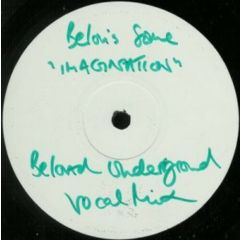 Belouis Some
"IMAGINATION"
Beloved Underground
Vocal Mix